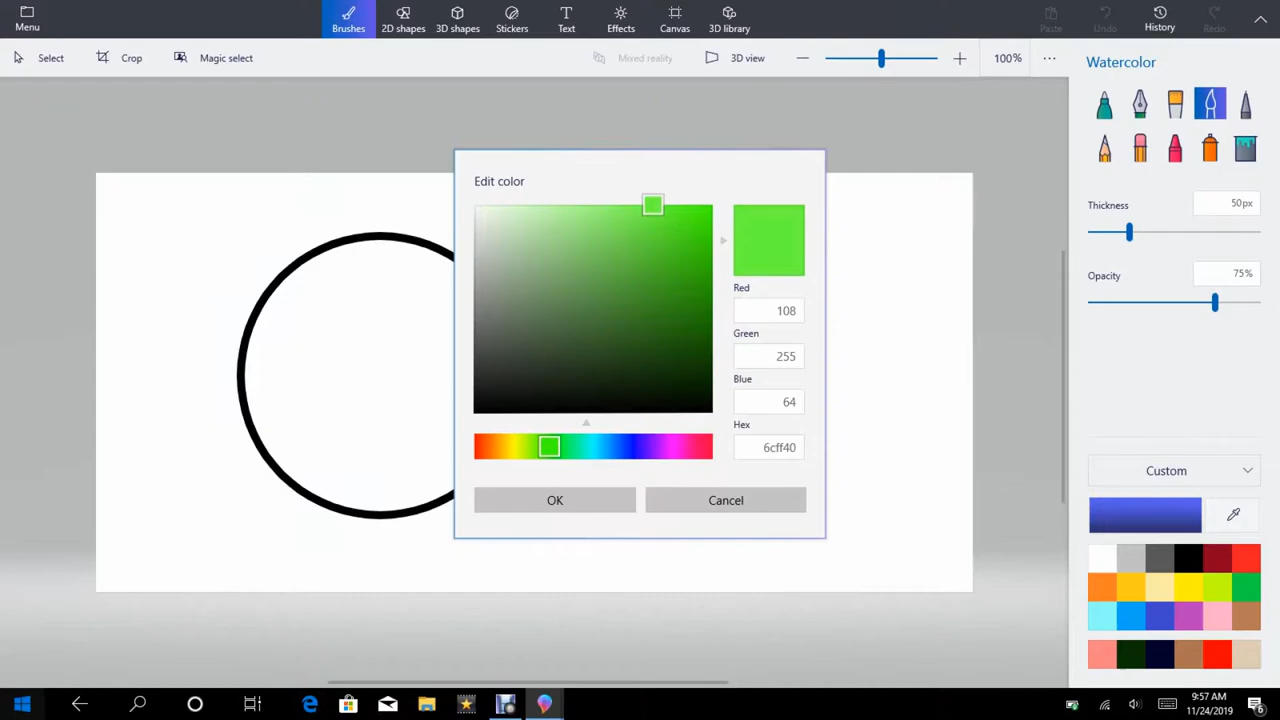 Menu
Brushes
2D shapes
3D shapes
Stickers
Text
Effects
Canvas
3D library
Paste
Undo
History
Redo
Select
Crop
Magic select
Mixed reality
3D view
100%
Watercolor
Thickness
50px
Opacity
75%
Edit color
Red
108
Green
255
Blue
64
Hex
6cff40
OK
Cancel
Custom
9:57 AM
11/24/2019
6